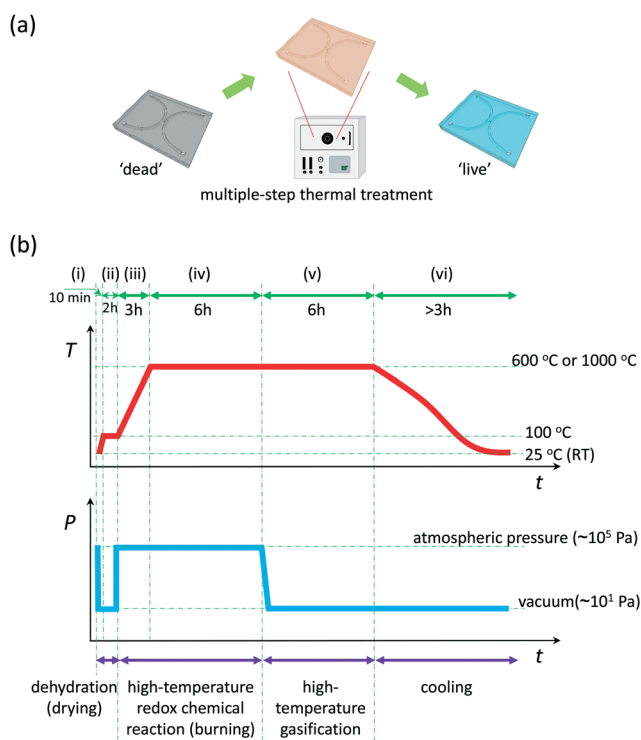 (a)
'dead'
'live'
multiple-step thermal treatment
(b)
(i) (ii) (iii) (iv) (v) (vi)
10 min
2h 3h 6h 6h >3h
T
600 °C or 1000 °C
100 °C
25 °C (RT)
t
P
atmospheric pressure (~10⁵ Pa)
vacuum(~10¹ Pa)
t
dehydration
(drying)
high-temperature
redox chemical
reaction (burning)
high-
temperature
gasification
cooling